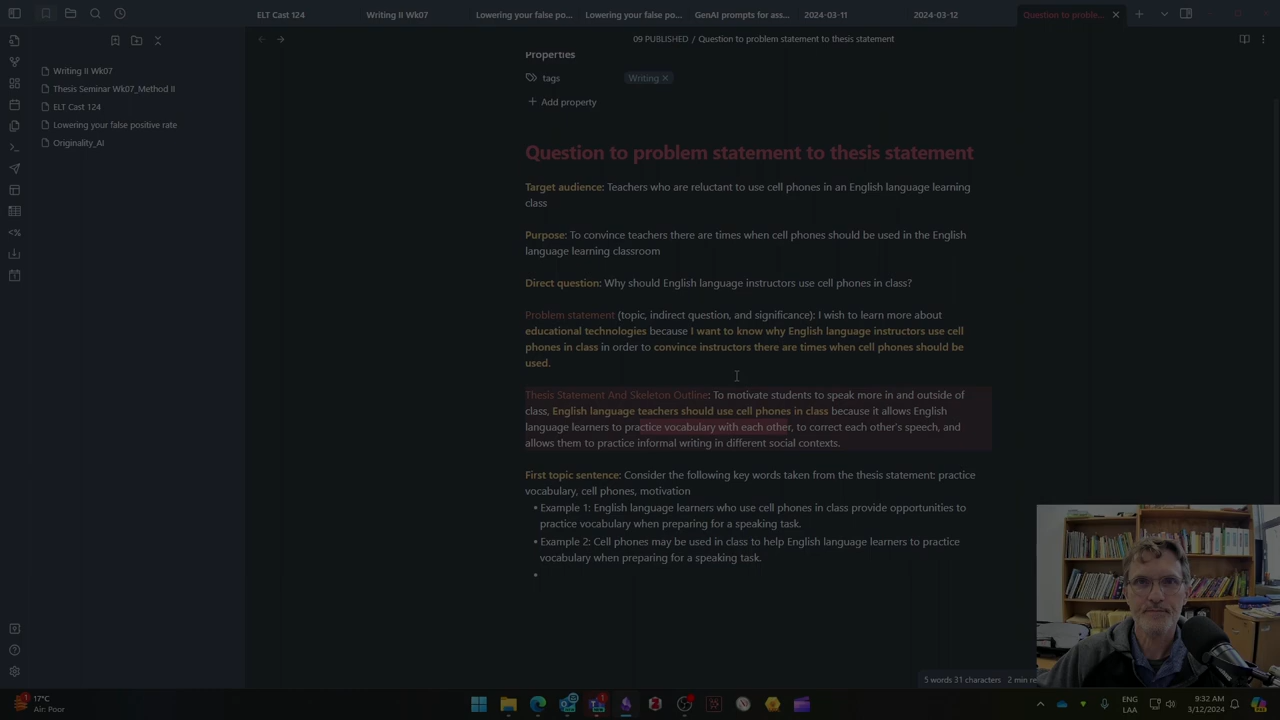 ELT Cast 124
Writing II Wk07
Lowering your false po...
Lowering your false po...
GenAI prompts for ass...
2024-03-11
2024-03-12
Question to proble...
09 PUBLISHED / Question to problem statement to thesis statement
Writing II Wk07
Thesis Seminar Wk07_Method II
ELT Cast 124
Lowering your false positive rate
Originality_AI
Properties
tags
Writing
Add property
Question to problem statement to thesis statement
Target audience: Teachers who are reluctant to use cell phones in an English language learning
class
Purpose: To convince teachers there are times when cell phones should be used in the English
language learning classroom
Direct question: Why should English language instructors use cell phones in class?
Problem statement (topic, indirect question, and significance): I wish to learn more about
educational technologies because I want to know why English language instructors use cell
phones in class in order to convince instructors there are times when cell phones should be
used.
Thesis Statement And Skeleton Outline: To motivate students to speak more in and outside of
class, English language teachers should use cell phones in class because it allows English
language learners to practice vocabulary with each other, to correct each other's speech, and
allows them to practice informal writing in different social contexts.
First topic sentence: Consider the following key words taken from the thesis statement: practice
vocabulary, cell phones, motivation
• Example 1: English language learners who use cell phones in class provide opportunities to
practice vocabulary when preparing for a speaking task.
• Example 2: Cell phones may be used in class to help English language learners to practice
vocabulary when preparing for a speaking task.
•
5 words 31 characters 2 min re
1
17°C
Air: Poor
ENG
LAA
9:32 AM
3/12/2024